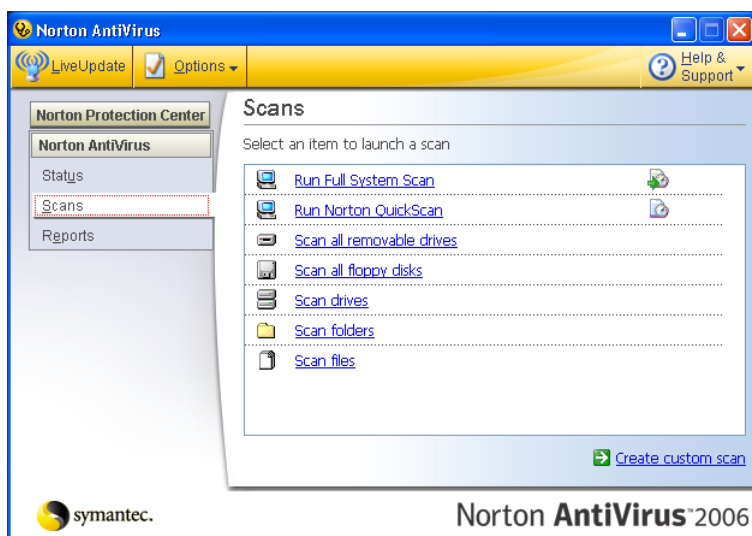 Norton AntiVirus
LiveUpdate
Options
Help & Support
Norton Protection Center
Norton AntiVirus
Status
Scans
Reports
Scans
Select an item to launch a scan
Run Full System Scan
Run Norton QuickScan
Scan all removable drives
Scan all floppy disks
Scan drives
Scan folders
Scan files
Create custom scan
symantec.
Norton AntiVirus™2006